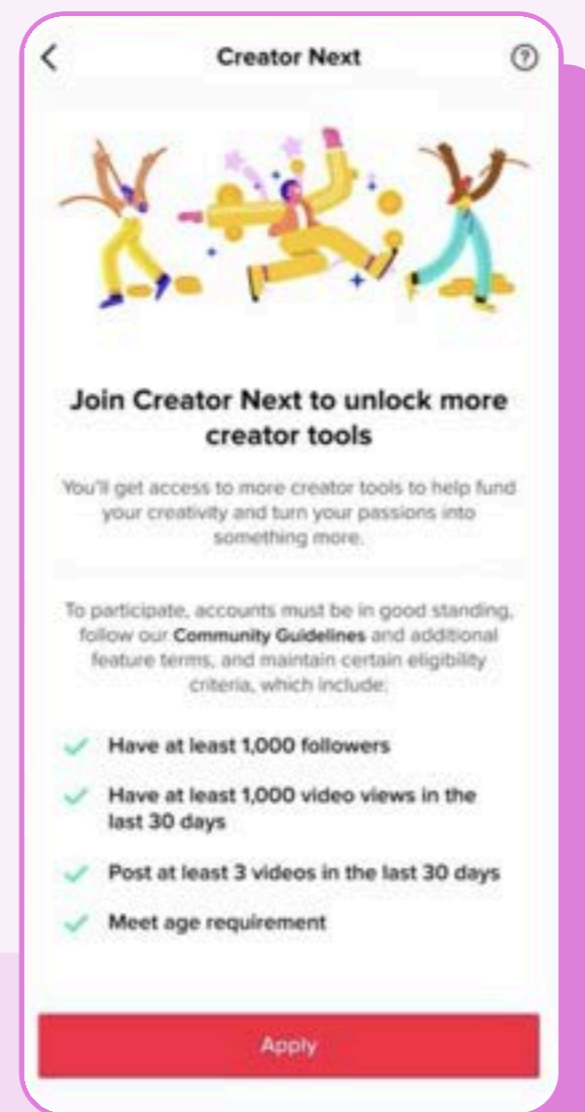 Creator Next
Join Creator Next to unlock more
creator tools
You'll get access to more creator tools to help fund
your creativity and turn your passions into
something more.
To participate, accounts must be in good standing,
follow our Community Guidelines and additional
feature terms, and maintain certain eligibility
criteria, which include:
Have at least 1,000 followers
Have at least 1,000 video views in the
last 30 days
Post at least 3 videos in the last 30 days
Meet age requirement
Apply